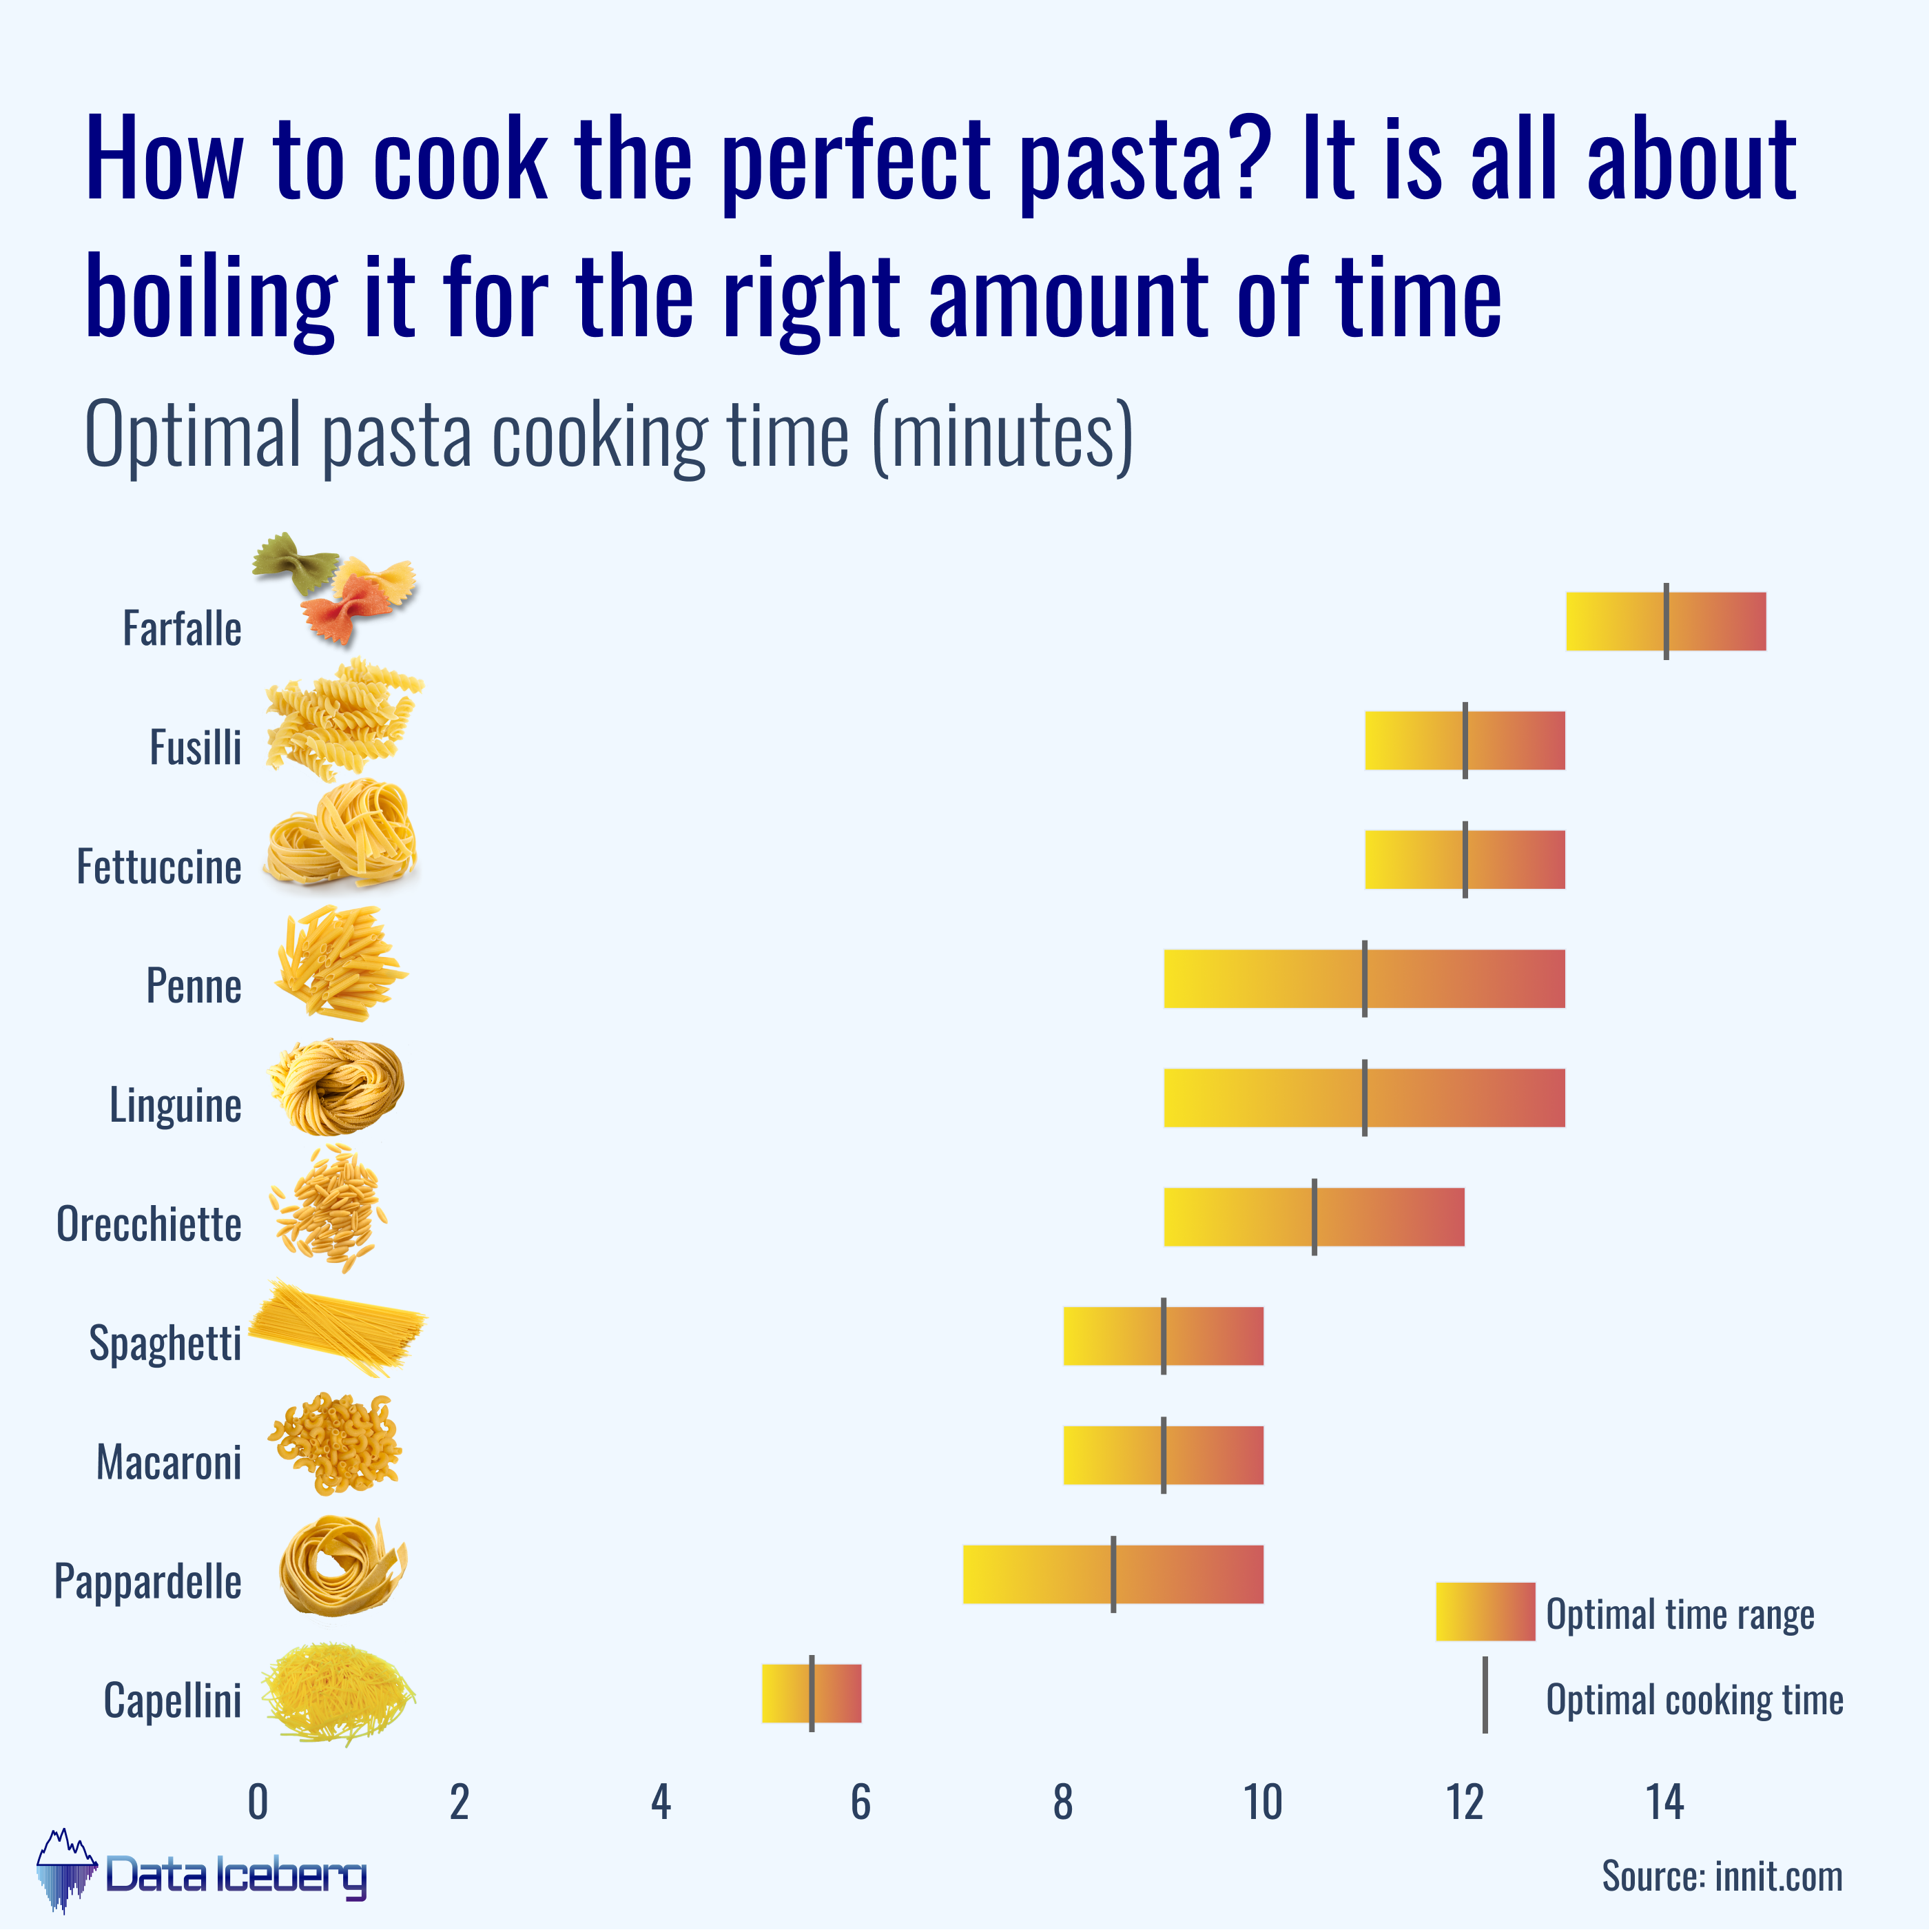 How to cook the perfect pasta? It is all about
boiling it for the right amount of time
Optimal pasta cooking time (minutes)
Farfalle
Fusilli
Fettuccine
Penne
Linguine
Orecchiette
Spaghetti
Macaroni
Pappardelle
Optimal time range
Capellini
Optimal cooking time
0 2 4 6 8 10 12 14
Data Iceberg
Source: innit.com